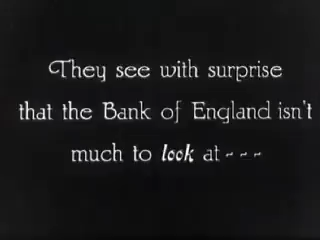 They see with surprise
that the Bank of England isn't
much to look at - - -